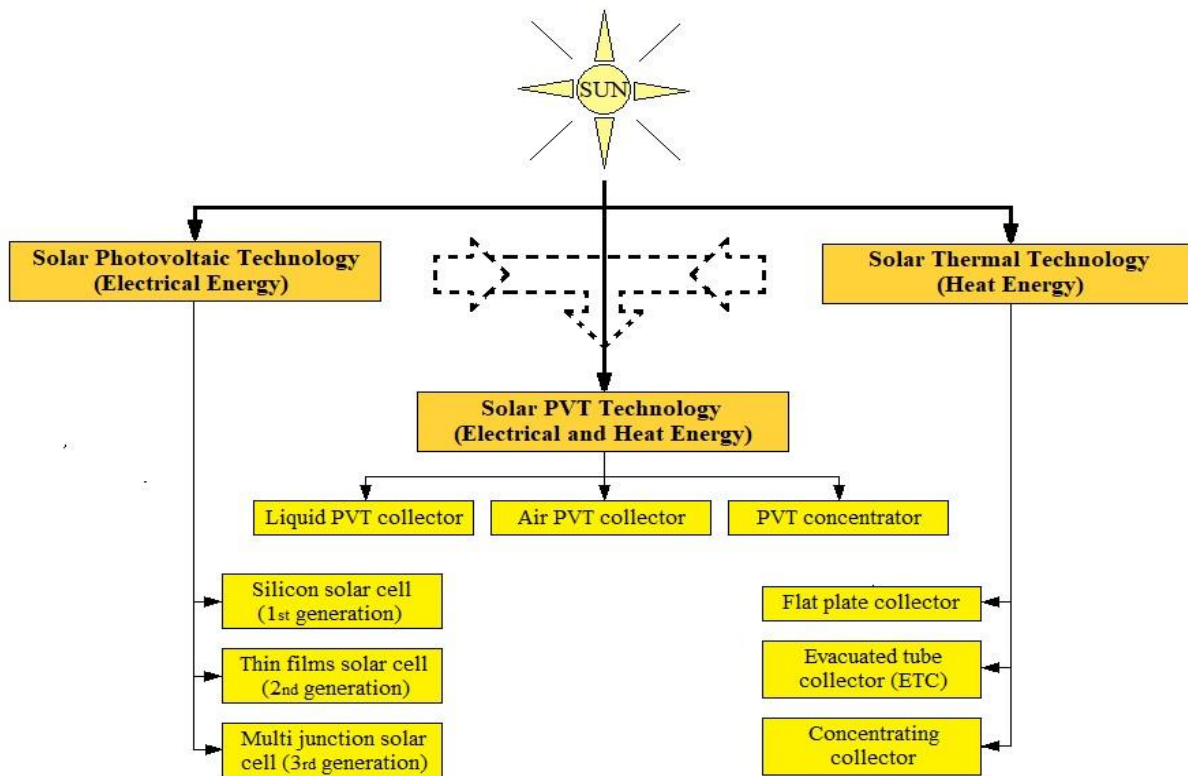 SUN
Solar Photovoltaic Technology
(Electrical Energy)
Solar Thermal Technology
(Heat Energy)
Solar PVT Technology
(Electrical and Heat Energy)
Liquid PVT collector
Air PVT collector
PVT concentrator
Silicon solar cell
(1st generation)
Thin films solar cell
(2nd generation)
Multi junction solar
cell (3rd generation)
Flat plate collector
Evacuated tube
collector (ETC)
Concentrating
collector